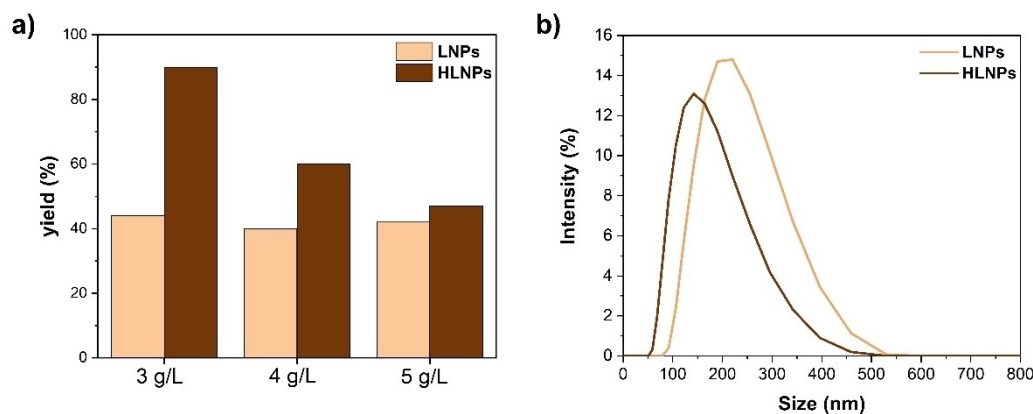 a)
100
80
60
40
20
0
yield (%)
LNPs
HLNPs
3 g/L
4 g/L
5 g/L
b)
16
14
12
10
8
6
4
2
0
Intensity (%)
LNPs
HLNPs
0 100 200 300 400 500 600 700 800
Size (nm)